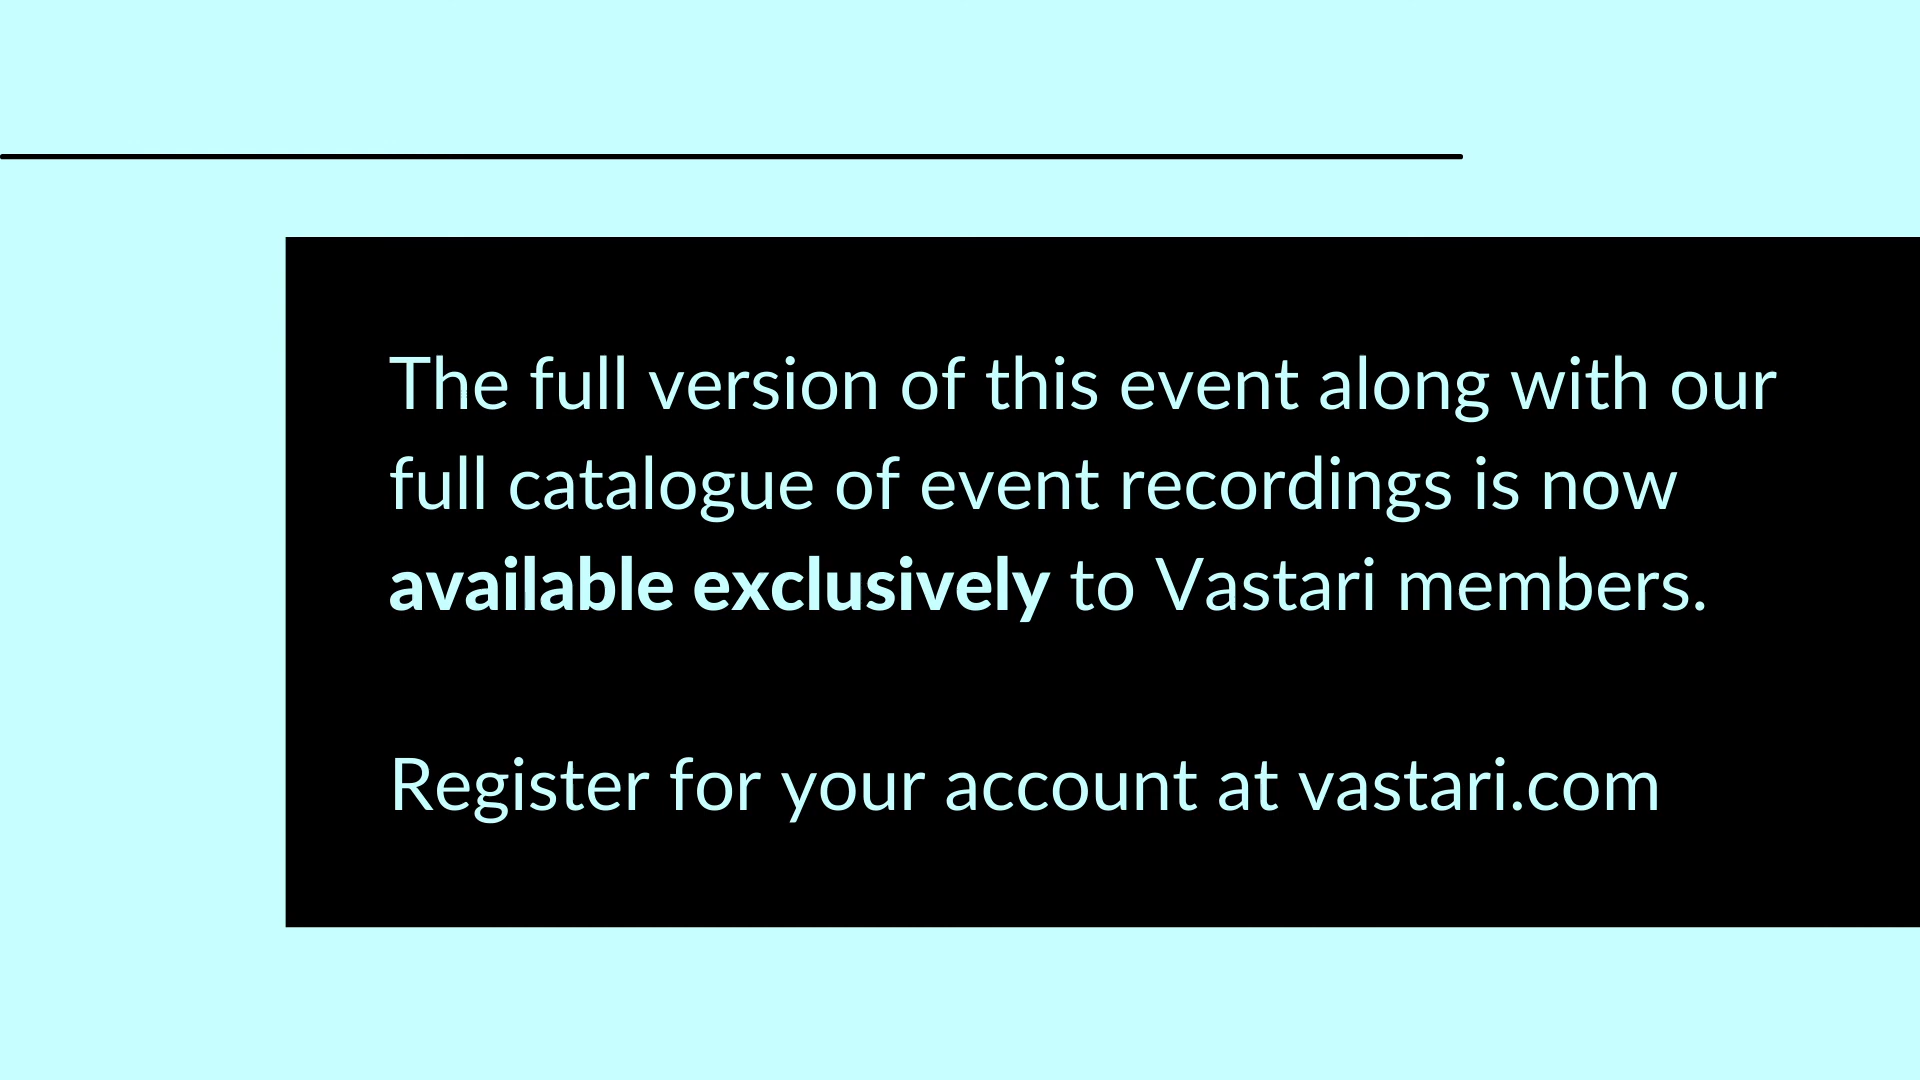 The full version of this event along with our
full catalogue of event recordings is now
available exclusively to Vastari members.
Register for your account at vastari.com